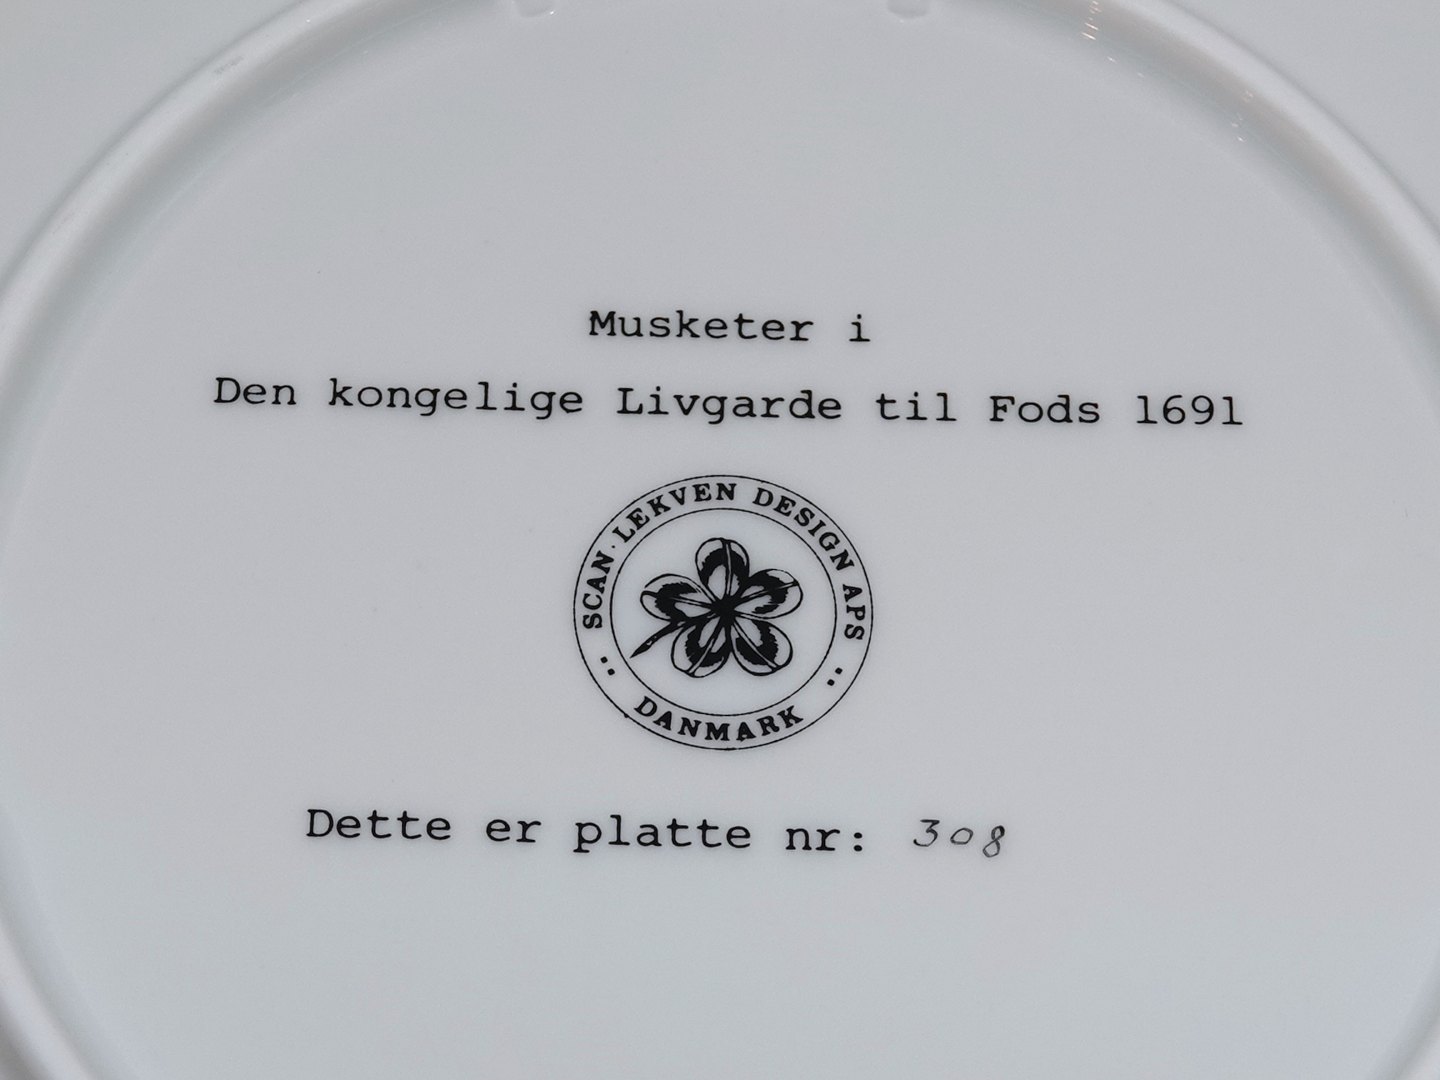 Musketer i
Den kongelige Livgarde til Fods 1691
SCAN·LEKVEN DESIGN APS
DANMARK
Dette er platte nr: 308